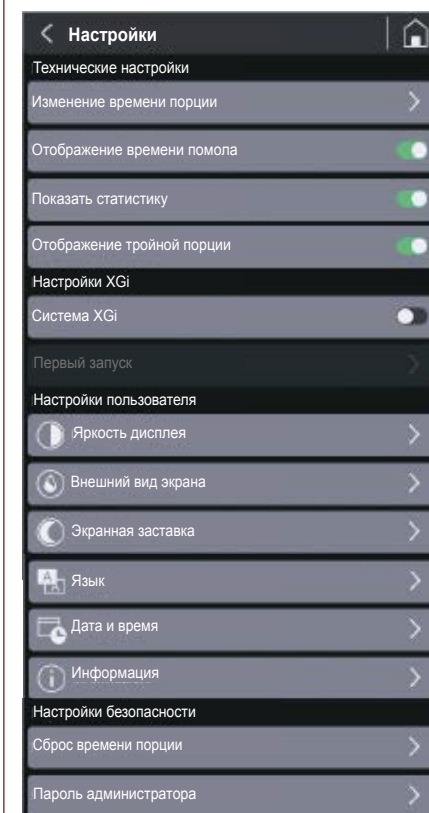 Настройки
Технические настройки
Изменение времени порции
Отображение времени помола
Показать статистику
Отображение тройной порции
Настройки XGi
Система XGi
Первый запуск
Настройки пользователя
Яркость дисплея
Внешний вид экрана
Экранная заставка
Язык
Дата и время
Информация
Настройки безопасности
Сброс времени порции
Пароль администратора